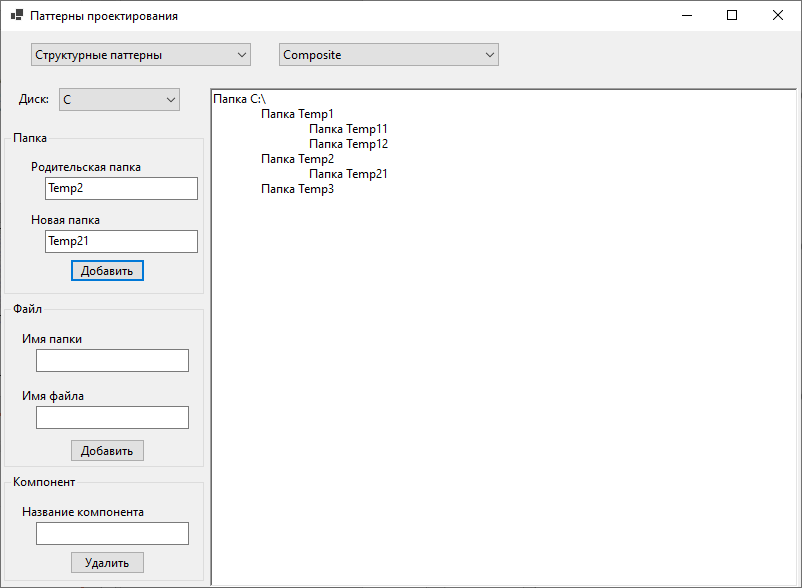 Паттерны проектирования
Структурные паттерны
Composite
Диск:
C
Папка
Родительская папка
Temp2
Новая папка
Temp21
Добавить
Файл
Имя папки
Имя файла
Добавить
Компонент
Название компонента
Удалить
Папка C:\
Папка Temp1
Папка Temp11
Папка Temp12
Папка Temp2
Папка Temp21
Папка Temp3